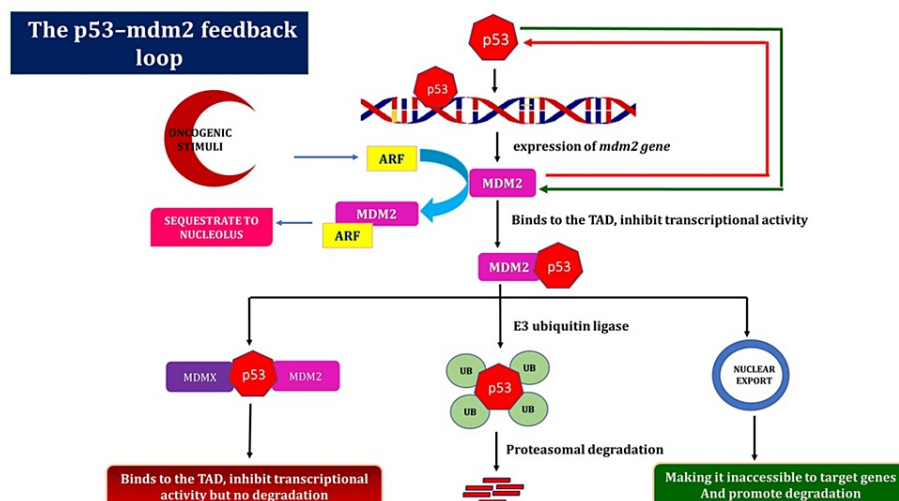 The p53–mdm2 feedback
loop
p53
p53
ONCOGENIC
STIMULI
expression of mdm2 gene
ARF
MDM2
MDM2
ARF
SEQUESTRATE TO
NUCLEOLUS
Binds to the TAD, inhibit transcriptional activity
MDM2
p53
E3 ubiquitin ligase
MDMX
p53
MDM2
UB
UB
p53
UB
UB
NUCLEAR
EXPORT
Proteasomal degradation
Binds to the TAD, inhibit transcriptional
activity but no degradation
Making it inaccessible to target genes
And promote degradation